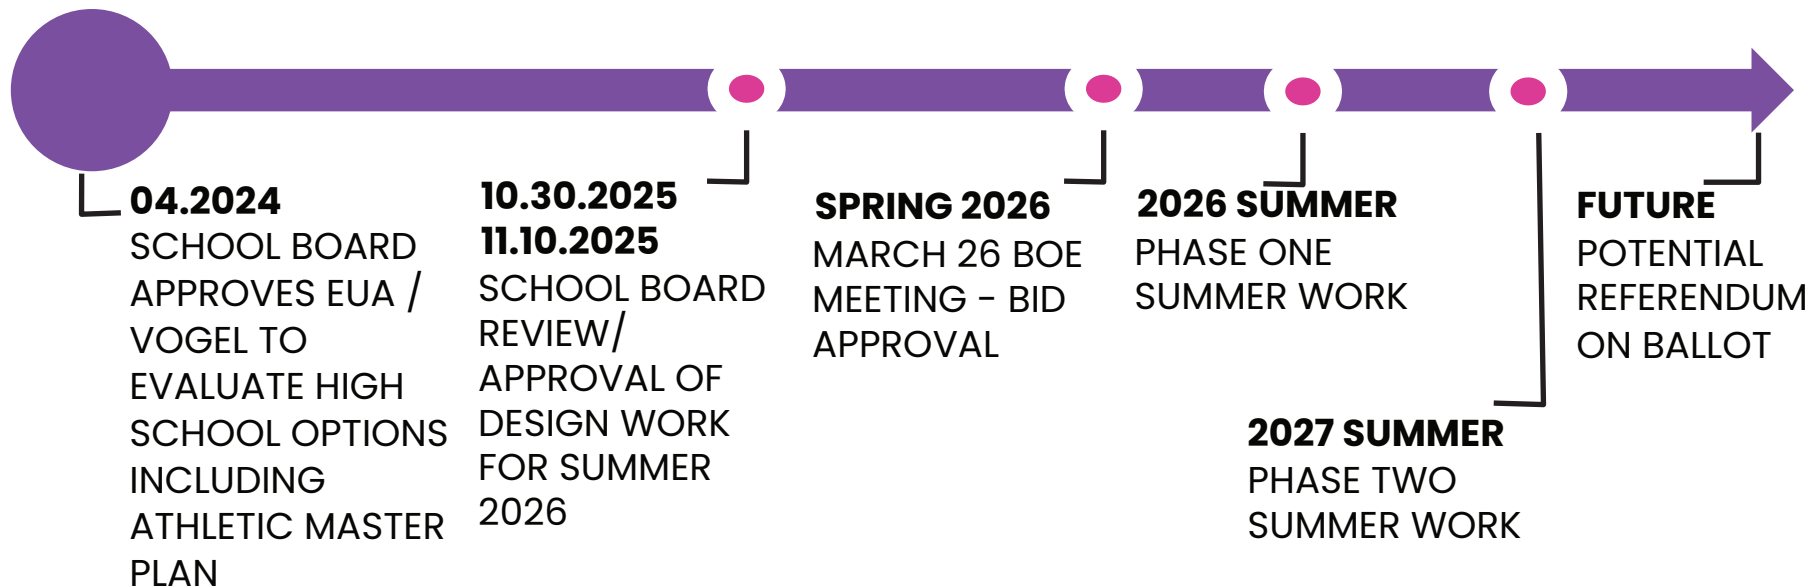 04.2024
SCHOOL BOARD
APPROVES EUA /
VOGEL TO
EVALUATE HIGH
SCHOOL OPTIONS
INCLUDING
ATHLETIC MASTER
PLAN
10.30.2025
11.10.2025
SCHOOL BOARD
REVIEW/
APPROVAL OF
DESIGN WORK
FOR SUMMER
2026
SPRING 2026
MARCH 26 BOE
MEETING - BID
APPROVAL
2026 SUMMER
PHASE ONE
SUMMER WORK
2027 SUMMER
PHASE TWO
SUMMER WORK
FUTURE
POTENTIAL
REFERENDUM
ON BALLOT